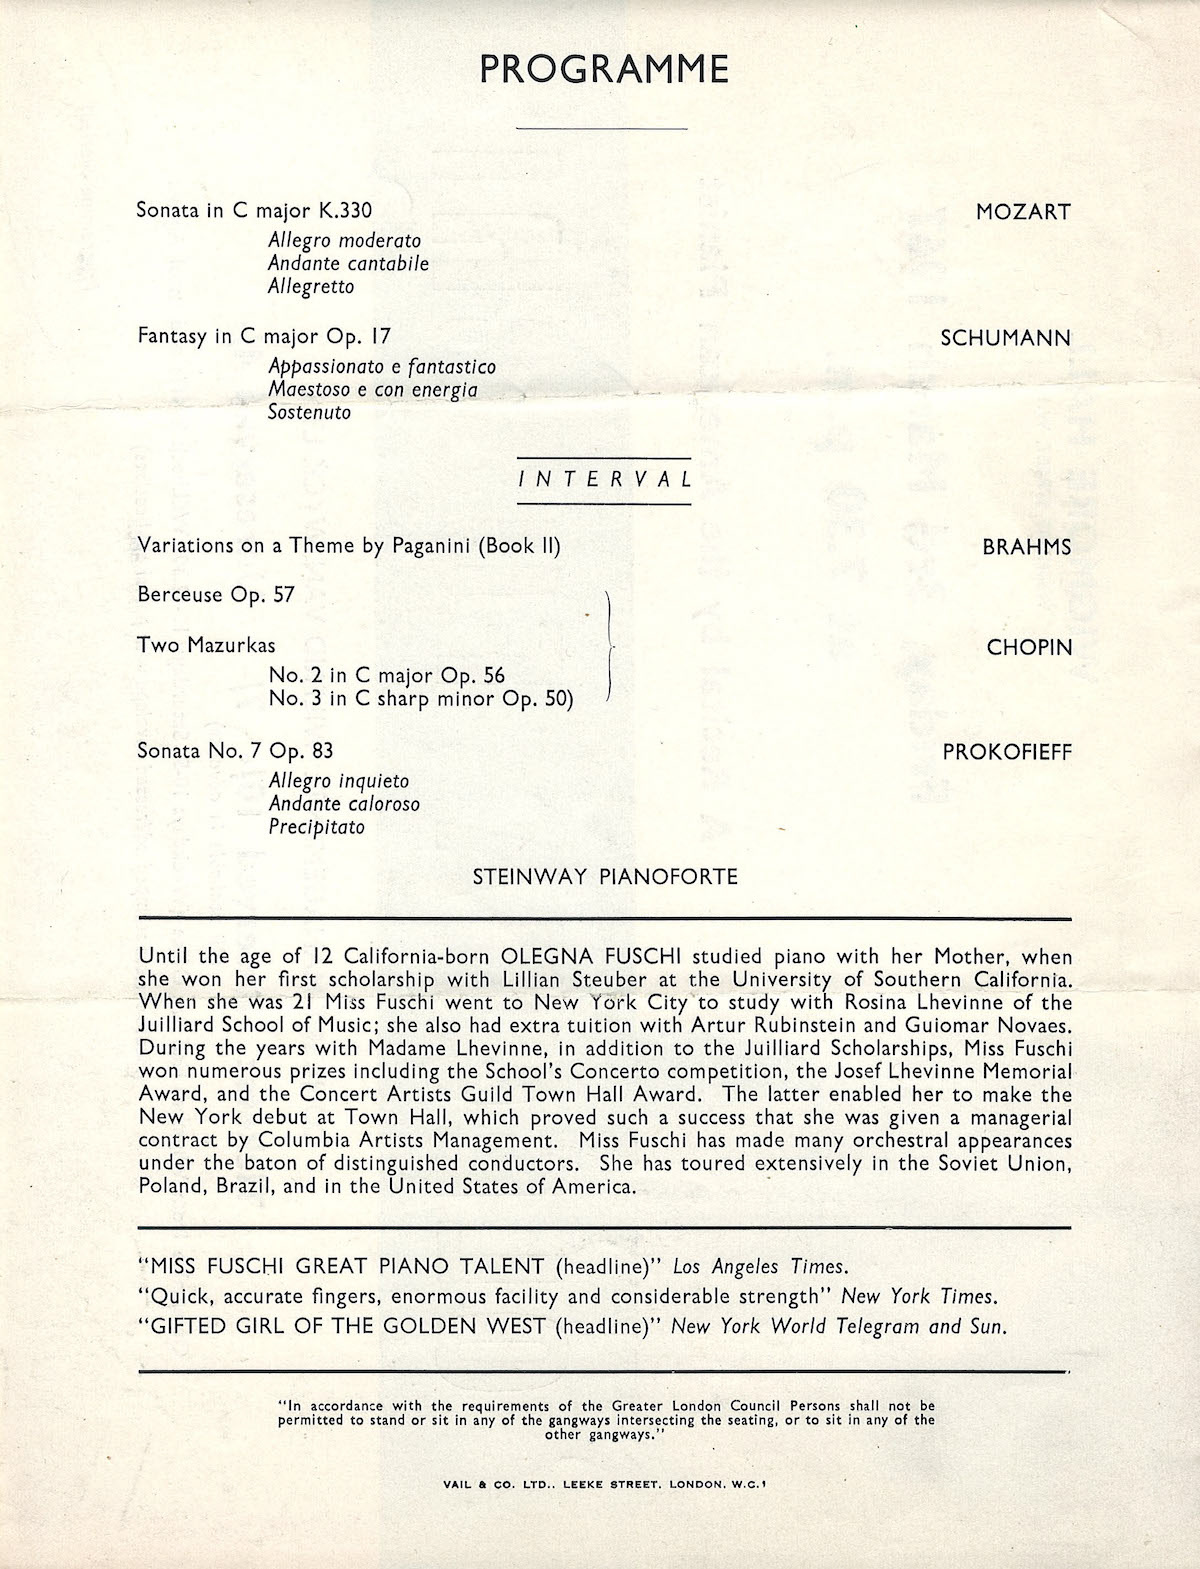 PROGRAMME
Sonata in C major K.330 MOZART
Allegro moderato
Andante cantabile
Allegretto
Fantasy in C major Op. 17 SCHUMANN
Appassionato e fantastico
Maestoso e con energia
Sostenuto
INTERVAL
Variations on a Theme by Paganini (Book II) BRAHMS
Berceuse Op. 57
Two Mazurkas CHOPIN
No. 2 in C major Op. 56
No. 3 in C sharp minor Op. 50)
Sonata No. 7 Op. 83 PROKOFIEFF
Allegro inquieto
Andante caloroso
Precipitato
STEINWAY PIANOFORTE
Until the age of 12 California-born OLEGNA FUSCHI studied piano with her Mother, when
she won her first scholarship with Lillian Steuber at the University of Southern California.
When she was 21 Miss Fuschi went to New York City to study with Rosina Lhevinne of the
Juilliard School of Music; she also had extra tuition with Artur Rubinstein and Guiomar Novaes.
During the years with Madame Lhevinne, in addition to the Juilliard Scholarships, Miss Fuschi
won numerous prizes including the School's Concerto competition, the Josef Lhevinne Memorial
Award, and the Concert Artists Guild Town Hall Award. The latter enabled her to make the
New York debut at Town Hall, which proved such a success that she was given a managerial
contract by Columbia Artists Management. Miss Fuschi has made many orchestral appearances
under the baton of distinguished conductors. She has toured extensively in the Soviet Union,
Poland, Brazil, and in the United States of America.
"MISS FUSCHI GREAT PIANO TALENT (headline)" Los Angeles Times.
"Quick, accurate fingers, enormous facility and considerable strength" New York Times.
"GIFTED GIRL OF THE GOLDEN WEST (headline)" New York World Telegram and Sun.
"In accordance with the requirements of the Greater London Council Persons shall not be
permitted to stand or sit in any of the gangways intersecting the seating, or to sit in any of the
other gangways."
VAIL & CO. LTD., LEEKE STREET, LONDON, W.C.1